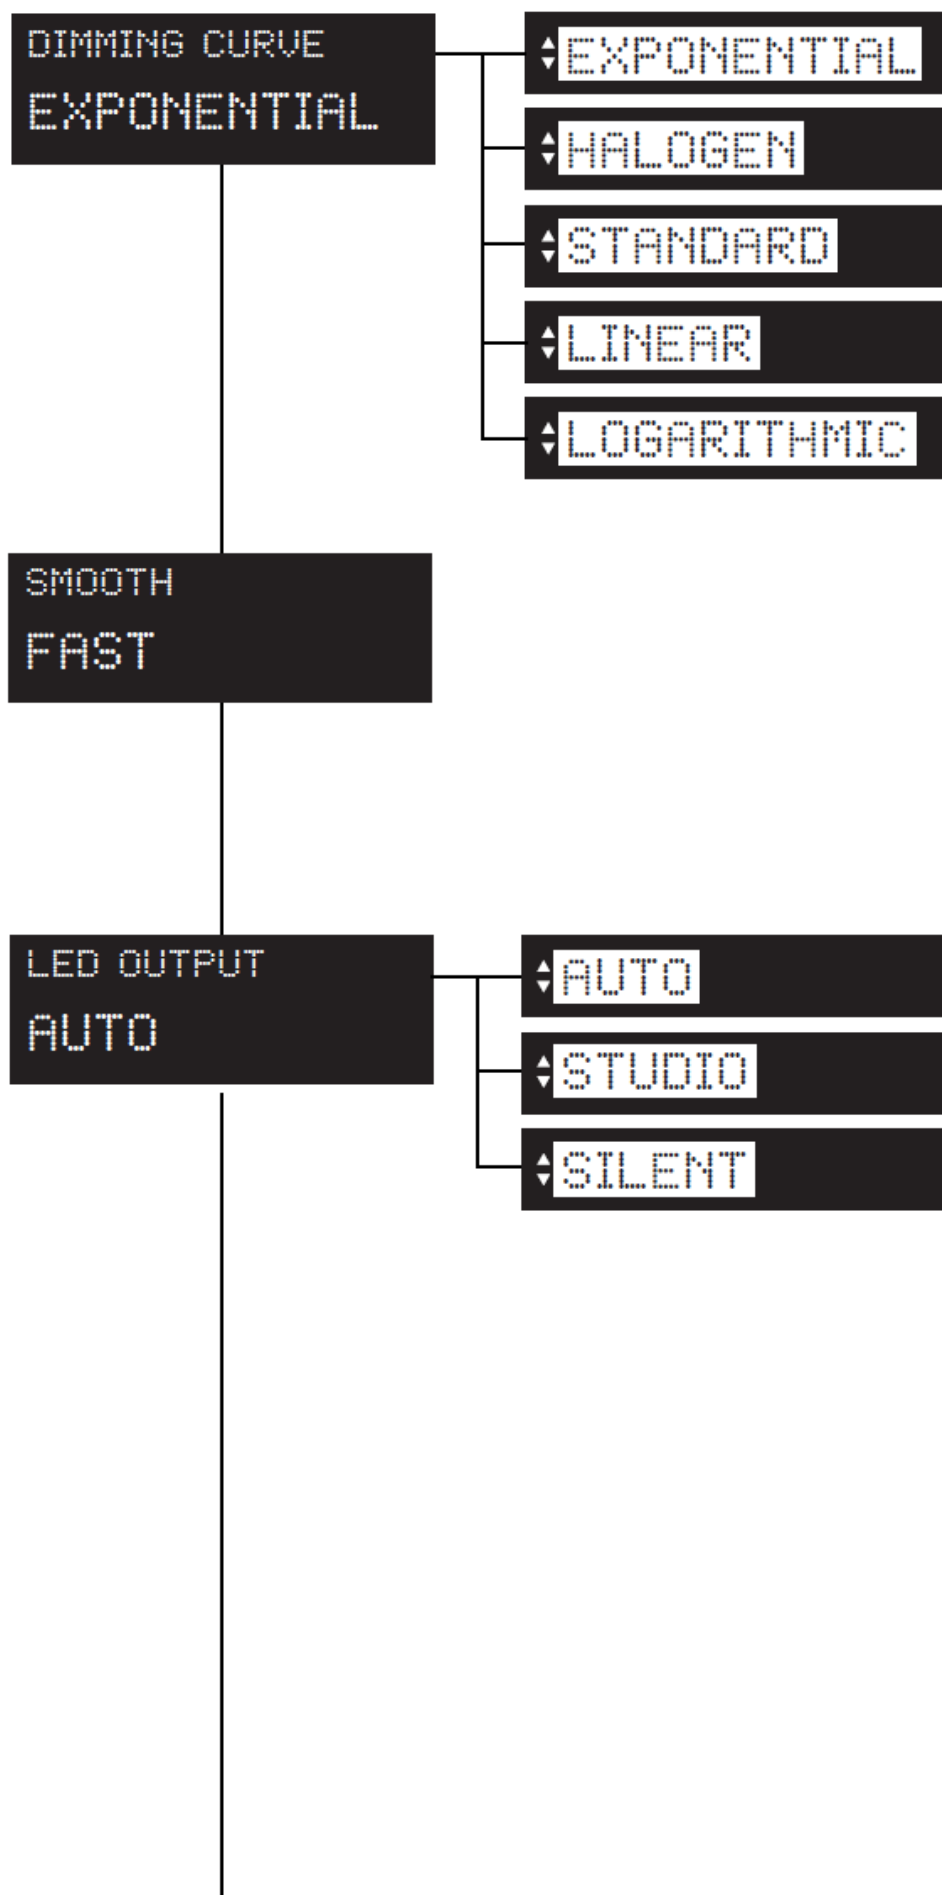 DIMMING CURVE
EXPONENTIAL
EXPONENTIAL
HALOGEN
STANDARD
LINEAR
LOGARITHMIC
SMOOTH
FAST
LED OUTPUT
AUTO
AUTO
STUDIO
SILENT